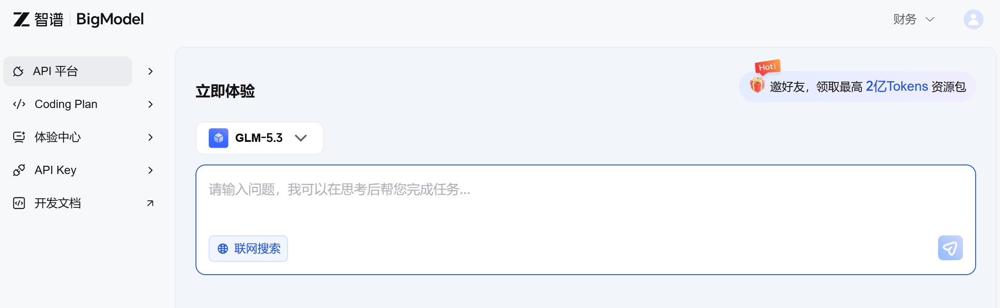 智谱 BigModel
财务
API 平台
Coding Plan
体验中心
API Key
开发文档
立即体验
Hot!
邀好友，领取最高 2亿Tokens 资源包
GLM-5.3
请输入问题，我可以在思考后帮您完成任务...
联网搜索